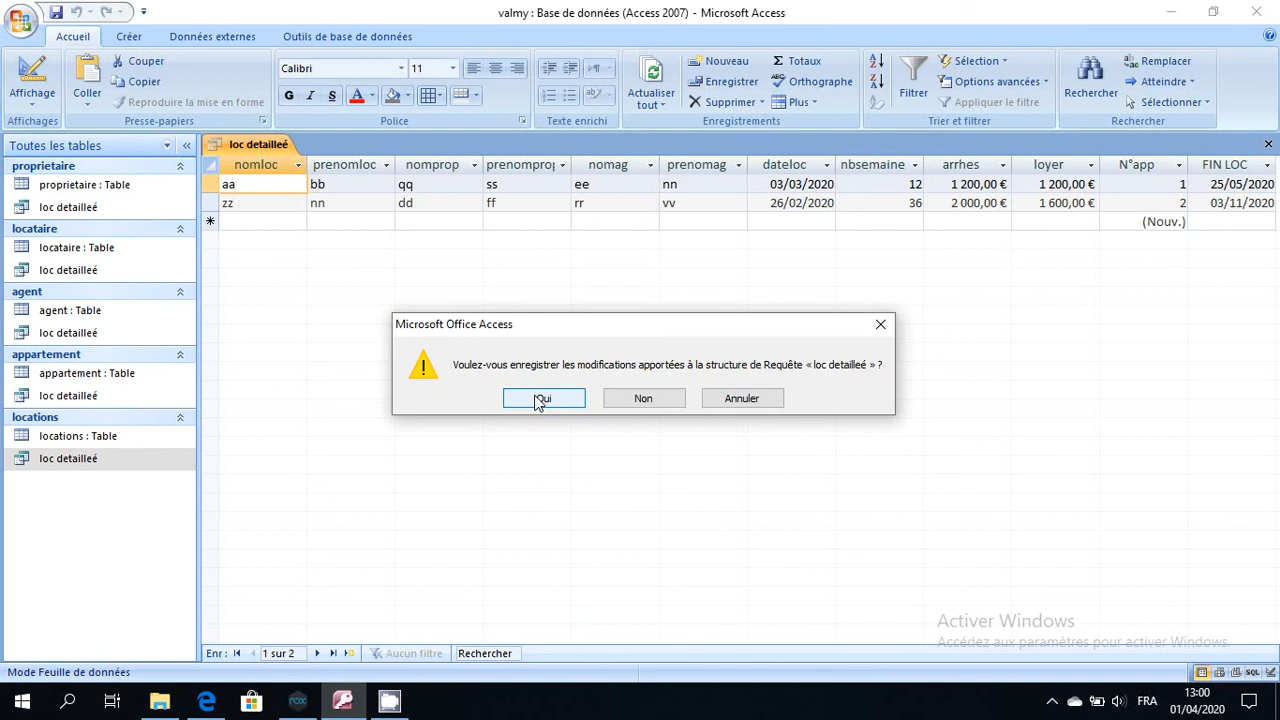 valmy : Base de données (Access 2007) - Microsoft Access
Accueil Créer Données externes Outils de base de données
Affichage
Affichages
Coller
Couper
Copier
Reproduire la mise en forme
Presse-papiers
Calibri 11
G I S A
Police
Texte enrichi
Actualiser tout
Nouveau
Enregistrer
Supprimer
Totaux
Orthographe
Plus
Enregistrements
Filtrer
Sélection
Options avancées
Appliquer le filtre
Trier et filtrer
Rechercher
Remplacer
Atteindre
Sélectionner
Rechercher
Toutes les tables
proprietaire
proprietaire : Table
loc detailleé
locataire
locataire : Table
loc detailleé
agent
agent : Table
loc detailleé
appartement
appartement : Table
loc detailleé
locations
locations : Table
loc detailleé
loc detailleé
nomloc prenomloc nomprop prenomprop nomag prenomag dateloc nbsemaine arrhes loyer N°app FIN LOC
aa bb qq ss ee nn 03/03/2020 12 1 200,00 € 1 200,00 € 1 25/05/2020
zz nn dd ff rr vv 26/02/2020 36 2 000,00 € 1 600,00 € 2 03/11/2020
(Nouv.)
Microsoft Office Access
Voulez-vous enregistrer les modifications apportées à la structure de Requête « loc detailleé » ?
Oui Non Annuler
Activer Windows
Accédez aux paramètres pour activer Windows.
Enr : 1 sur 2 Aucun filtre Rechercher
Mode Feuille de données
SQL
nox
FRA
13:00
01/04/2020